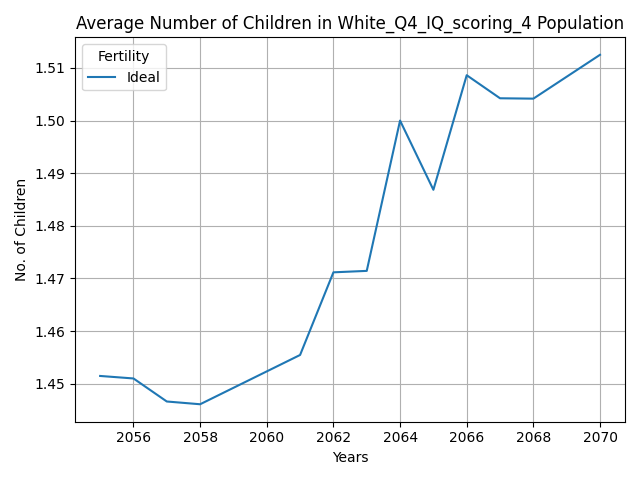 Average Number of Children in White_Q4_IQ_scoring_4 Population
Fertility
Ideal
No. of Children
1.51
1.50
1.49
1.48
1.47
1.46
1.45
2056 2058 2060 2062 2064 2066 2068 2070
Years